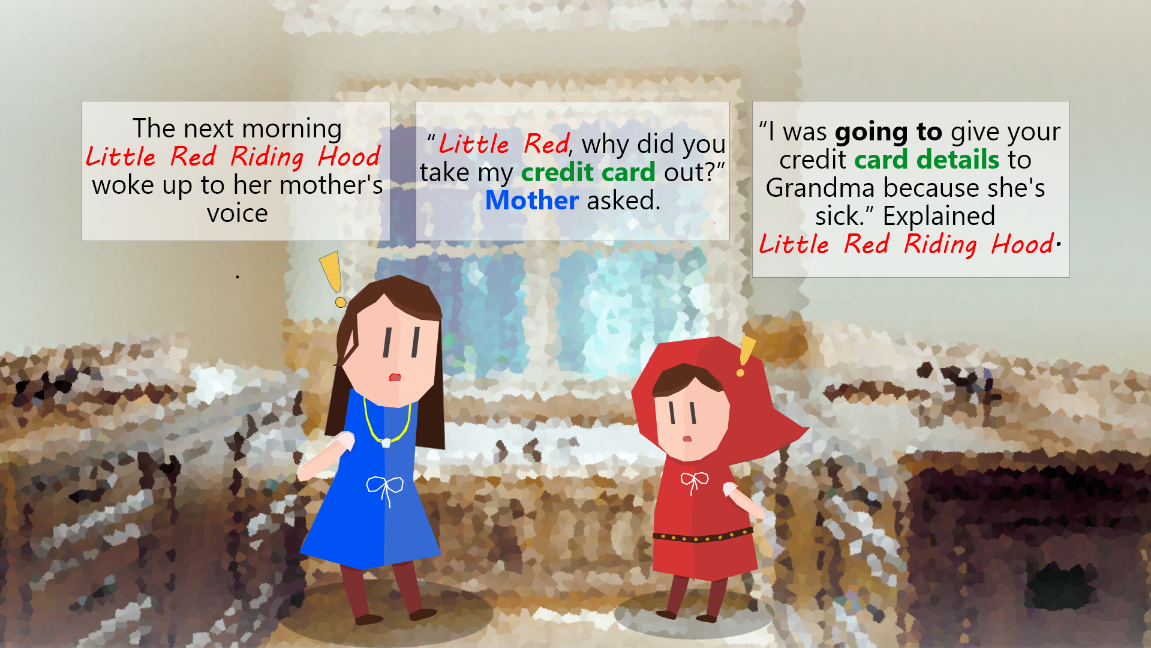 The next morning
Little Red Riding Hood
woke up to her mother's
voice
.
“Little Red, why did you
take my credit card out?”
Mother asked.
“I was going to give your
credit card details to
Grandma because she's
sick.” Explained
Little Red Riding Hood.